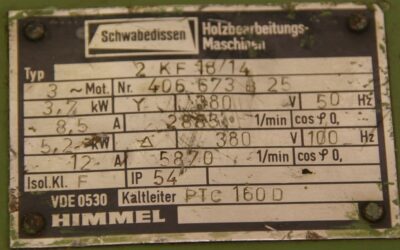 Schwabedissen Holzbearbeitungs-
Maschinen
Typ 2 KF 18/14
3 ~ Mot. Nr. 406 673 25
3,7 kW Y 380 V 50 Hz
8,5 A 1/min cos φ 0,
5,2 kW Δ 380 V 100 Hz
12 A 5870 1/min cos φ 0,
Isol.Kl. F IP 54
VDE 0530 Kaltleiter PTC 160 D
HIMMEL